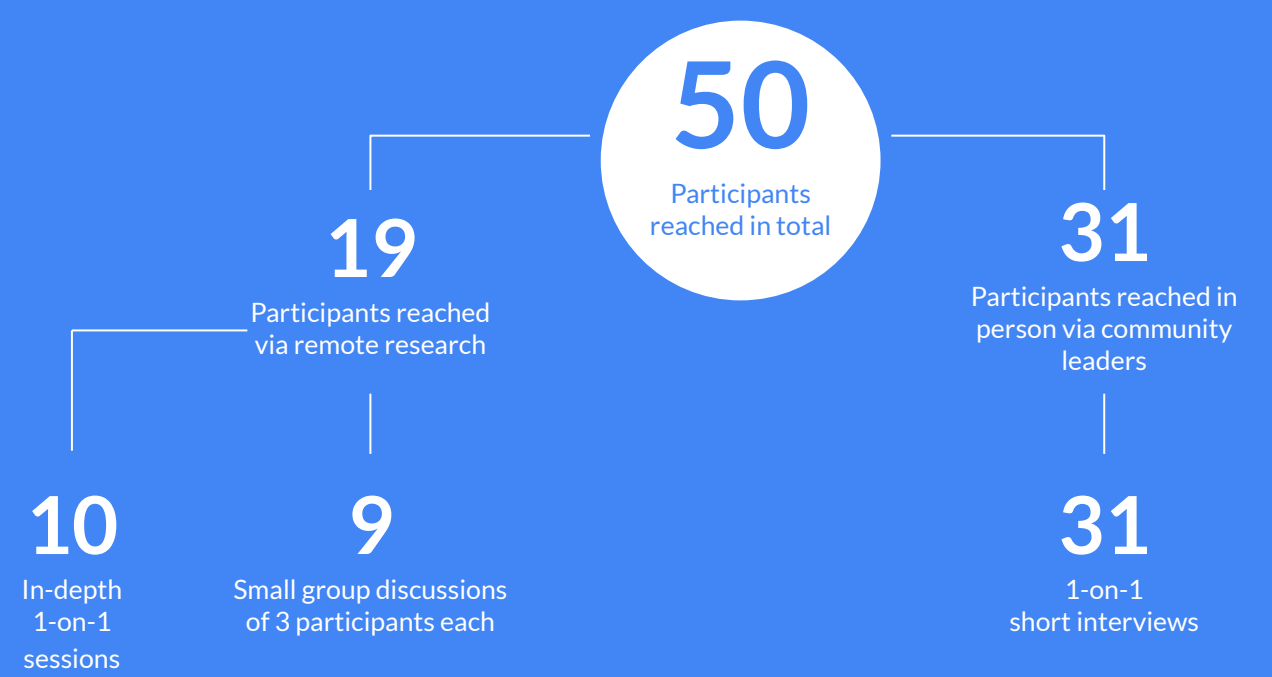 50
Participants
reached in total
19
Participants reached
via remote research
31
Participants reached in
person via community
leaders
10
In-depth
1-on-1
sessions
9
Small group discussions
of 3 participants each
31
1-on-1
short interviews